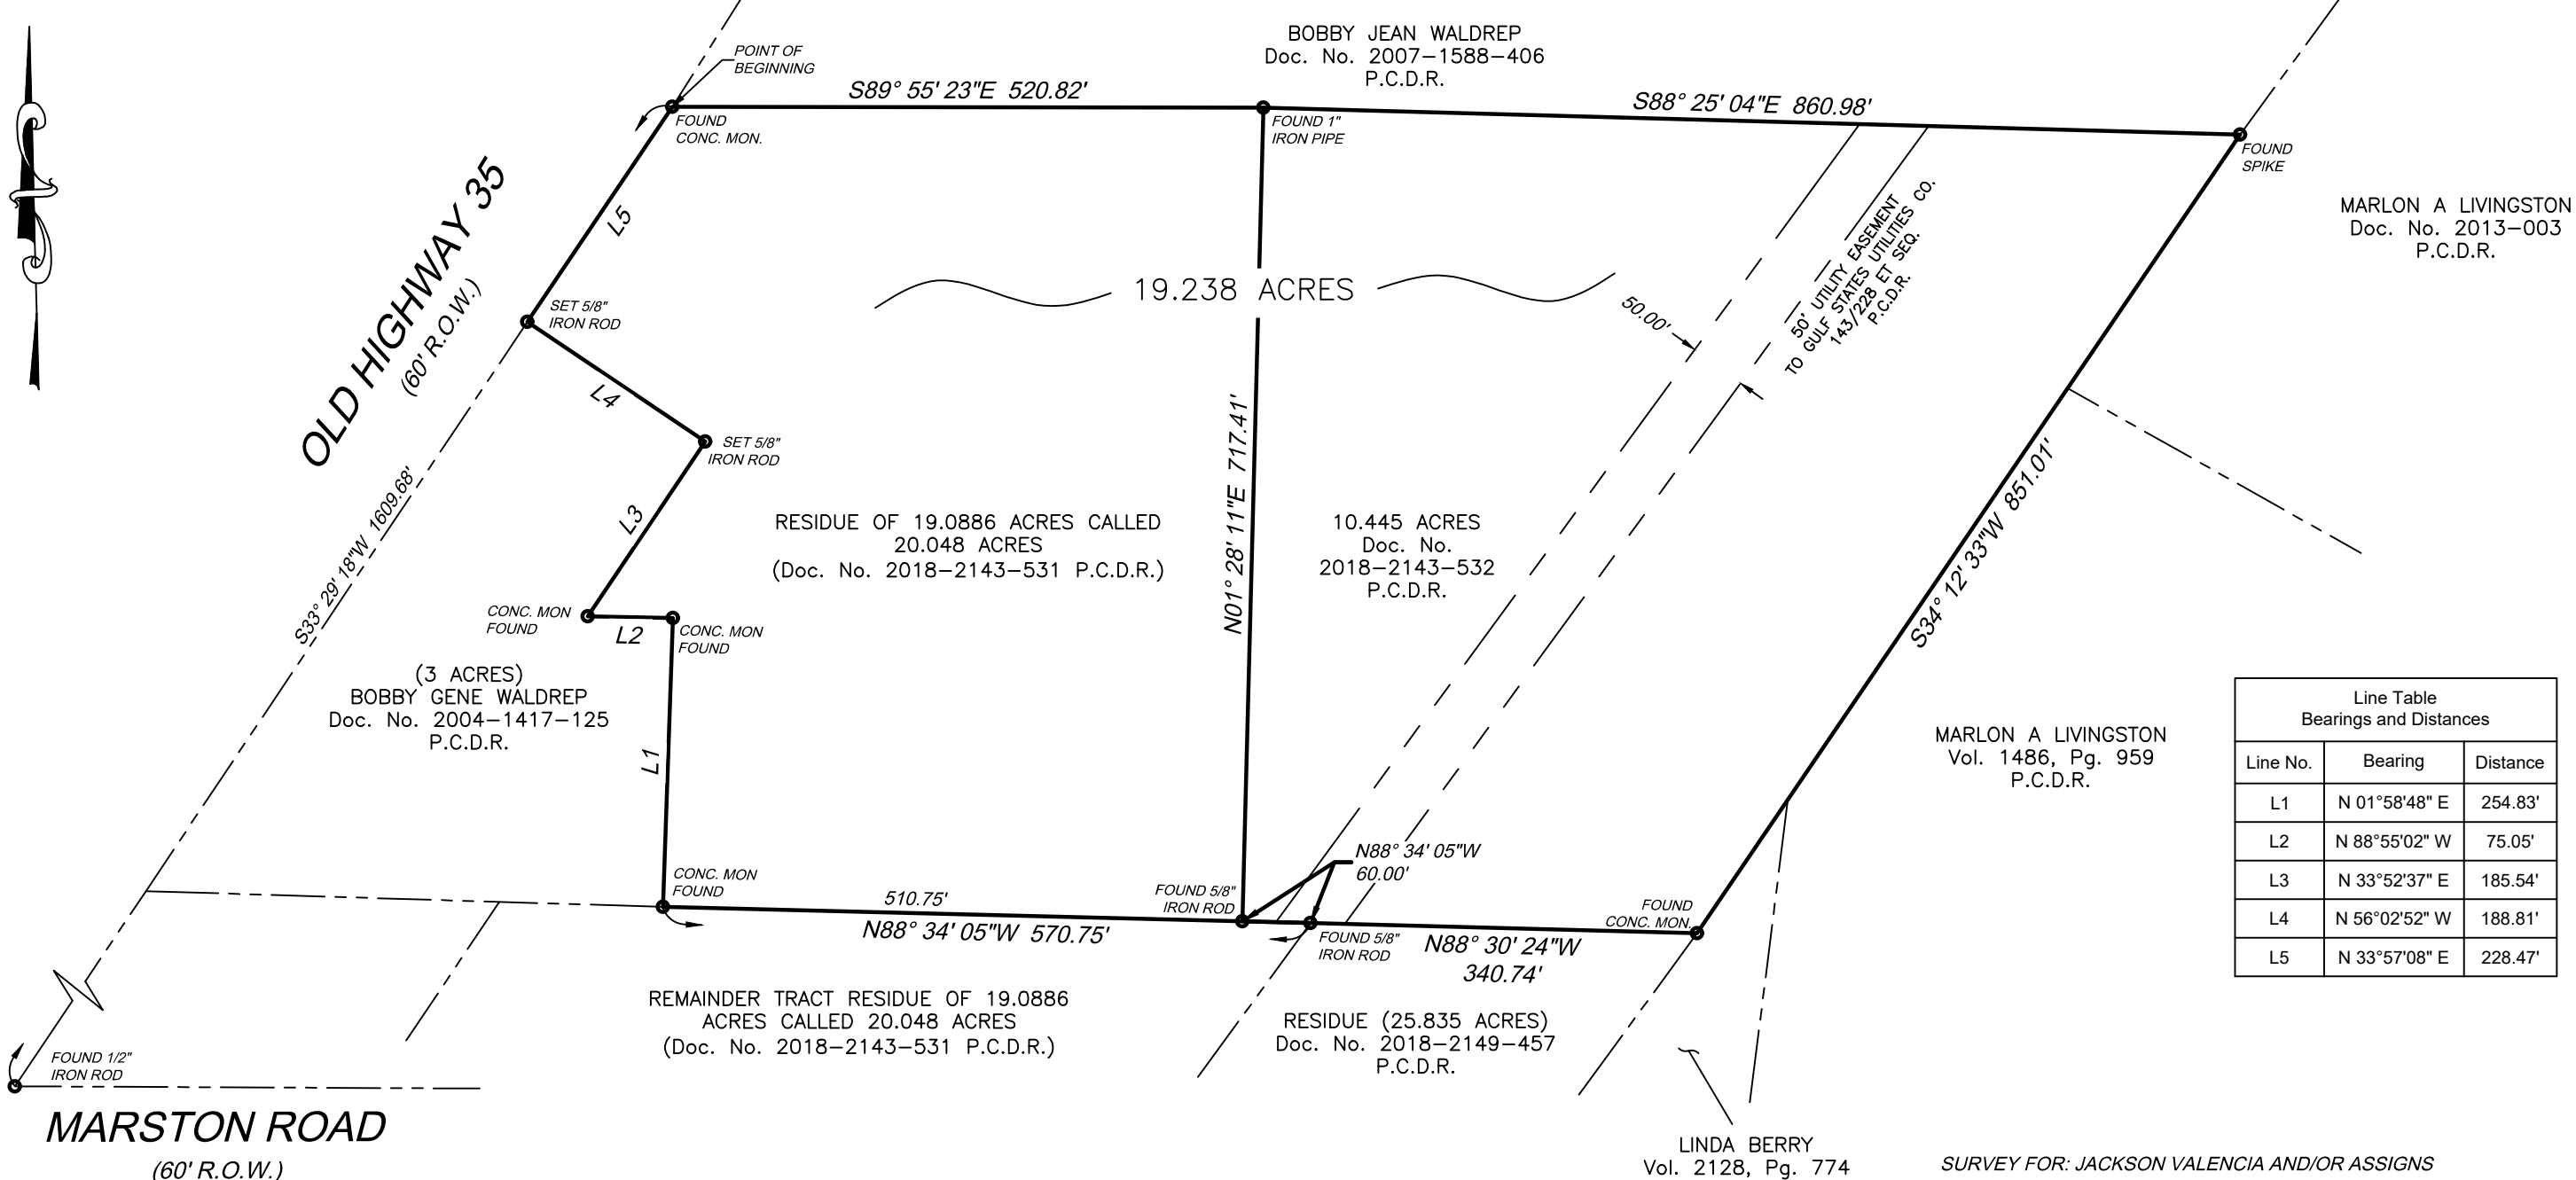 BOBBY JEAN WALDREP
Doc. No. 2007-1588-406
P.C.D.R.
POINT OF
BEGINNING
S89° 55' 23"E 520.82'
S88° 25' 04"E 860.98'
FOUND
CONC. MON.
FOUND 1"
IRON PIPE
FOUND
SPIKE
MARLON A LIVINGSTON
Doc. No. 2013-003
P.C.D.R.
OLD HIGHWAY 35
(60' R.O.W.)
L5
19.238 ACRES
50.00'
50' UTILITY EASEMENT
TO GULF STATES UTILITIES CO.
143/228 ET SEQ.
P.C.D.R.
SET 5/8"
IRON ROD
L4
SET 5/8"
IRON ROD
L3
S33° 29' 18"W 1609.68'
RESIDUE OF 19.0886 ACRES CALLED
20.048 ACRES
(Doc. No. 2018-2143-531 P.C.D.R.)
N01° 28' 11"E 717.41'
10.445 ACRES
Doc. No.
2018-2143-532
P.C.D.R.
S34° 12' 33"W 851.01'
CONC. MON
FOUND
L2
CONC. MON
FOUND
(3 ACRES)
BOBBY GENE WALDREP
Doc. No. 2004-1417-125
P.C.D.R.
L1
MARLON A LIVINGSTON
Vol. 1486, Pg. 959
P.C.D.R.
Line Table
Bearings and Distances
Line No. Bearing Distance
L1 N 01°58'48" E 254.83'
L2 N 88°55'02" W 75.05'
L3 N 33°52'37" E 185.54'
L4 N 56°02'52" W 188.81'
L5 N 33°57'08" E 228.47'
CONC. MON
FOUND
510.75'
N88° 34' 05"W 570.75'
FOUND 5/8"
IRON ROD
N88° 34' 05"W
60.00'
FOUND 5/8"
IRON ROD
N88° 30' 24"W
340.74'
FOUND
CONC. MON.
REMAINDER TRACT RESIDUE OF 19.0886
ACRES CALLED 20.048 ACRES
(Doc. No. 2018-2143-531 P.C.D.R.)
RESIDUE (25.835 ACRES)
Doc. No. 2018-2149-457
P.C.D.R.
FOUND 1/2"
IRON ROD
MARSTON ROAD
(60' R.O.W.)
LINDA BERRY
Vol. 2128, Pg. 774
SURVEY FOR: JACKSON VALENCIA AND/OR ASSIGNS